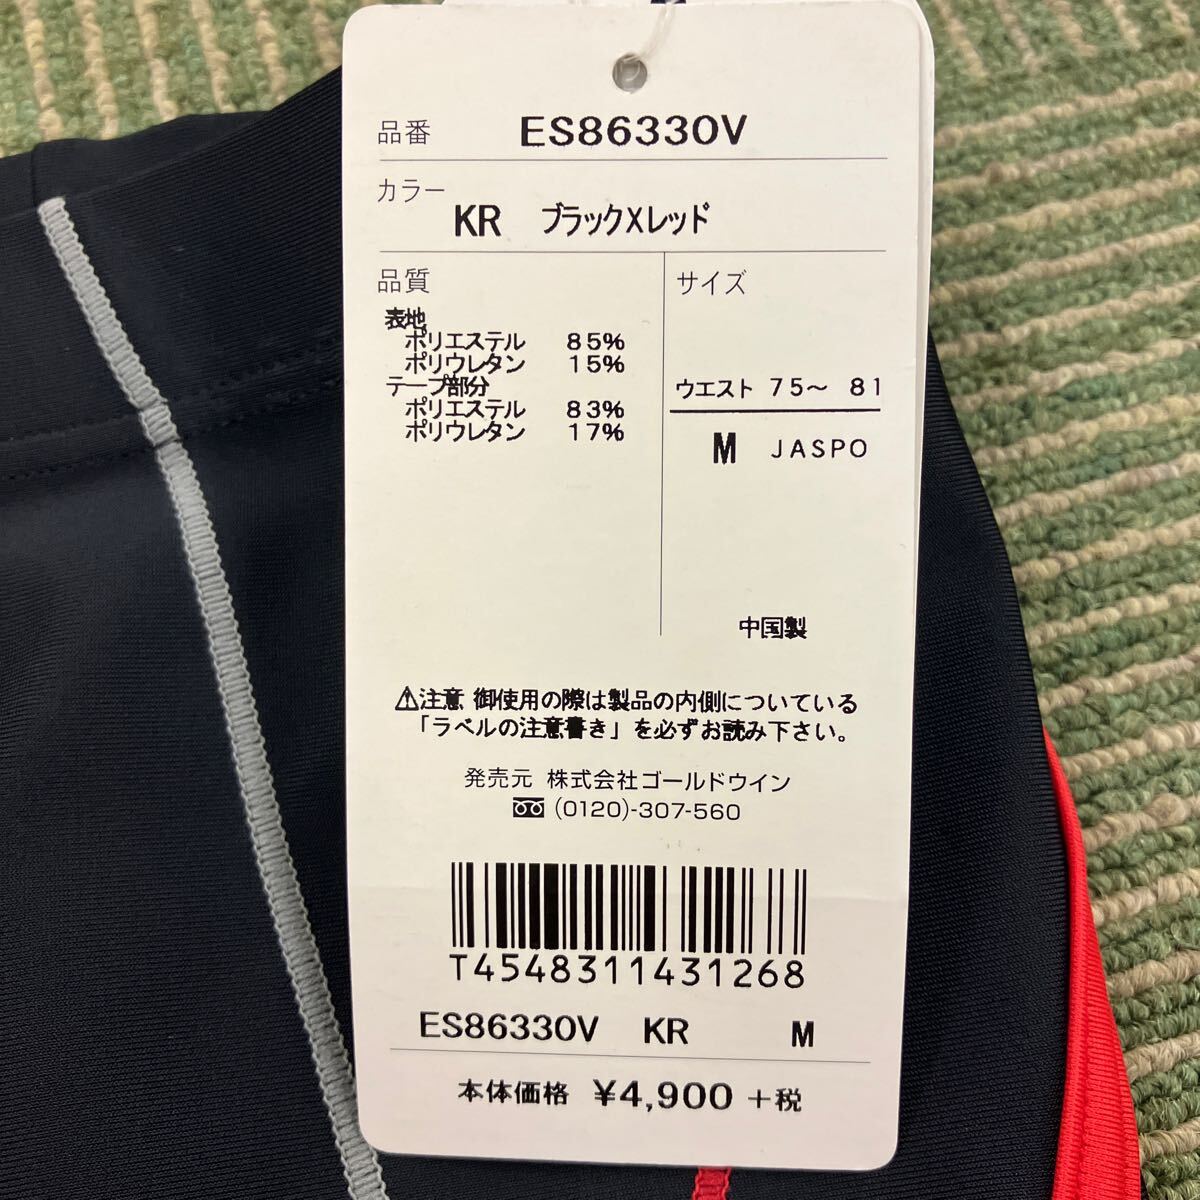 品番 ES86330V
カラー
KR ブラックXレッド
品質
表地
ポリエステル 85%
ポリウレタン 15%
テープ部分
ポリエステル 83%
ポリウレタン 17%
サイズ
ウエスト 75〜 81
M JASPO
中国製
⚠注意 御使用の際は製品の内側についている
「ラベルの注意書き」を必ずお読み下さい。
発売元 株式会社ゴールドウイン
(0120)-307-560
T4548311431268
ES86330V KR M
本体価格 ¥4,900 +税